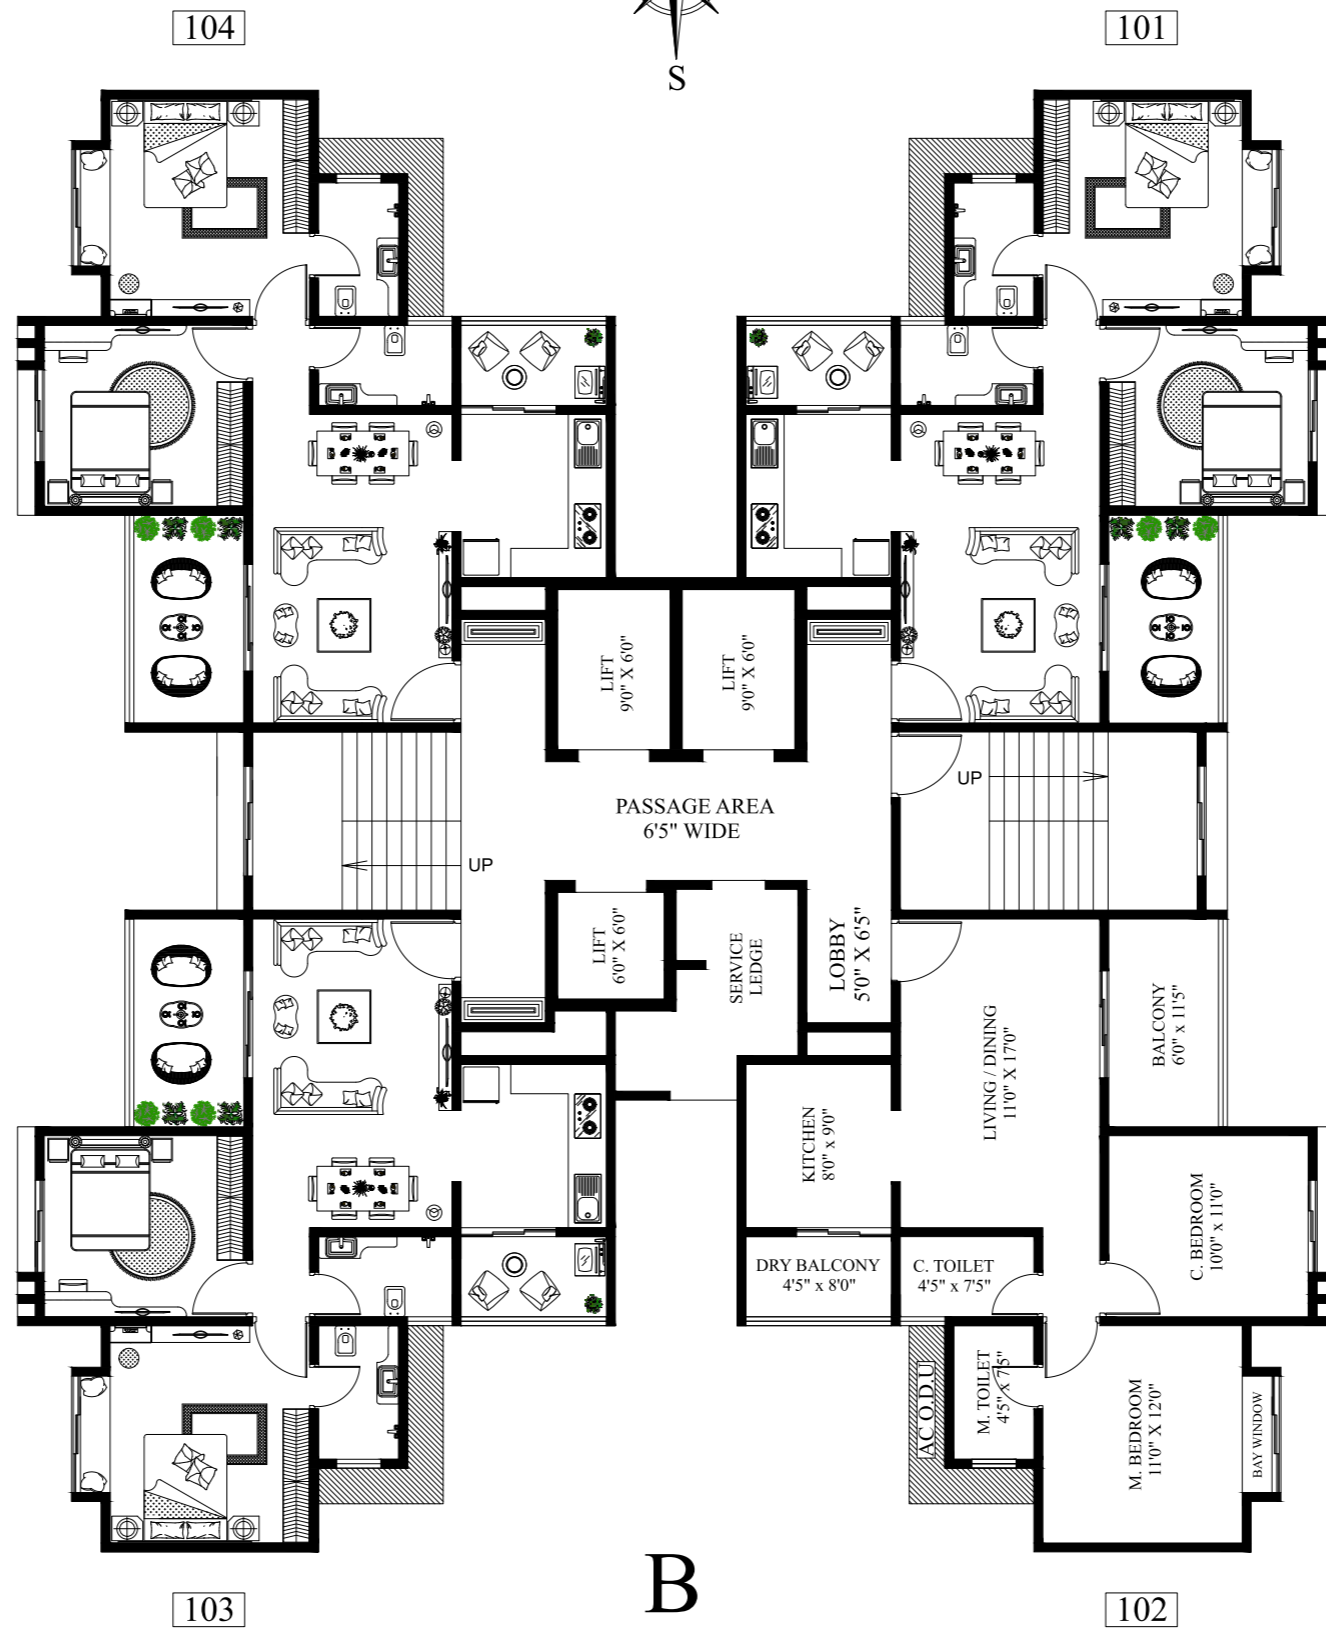 104
101
S
LIFT
9'0" X 6'0"
LIFT
9'0" X 6'0"
UP
PASSAGE AREA
6'5" WIDE
UP
LIFT
6'0" X 6'0"
SERVICE
LEDGE
LOBBY
5'0" X 6'5"
LIVING / DINING
11'0" X 17'0"
BALCONY
6'0" x 11'5"
KITCHEN
8'0" x 9'0"
C. BEDROOM
10'0" x 11'0"
DRY BALCONY
4'5" x 8'0"
C. TOILET
4'5" x 7'5"
AC O.D.U
M. TOILET
4'5" x 7'5"
M. BEDROOM
11'0" X 12'0"
BAY WINDOW
B
103
102